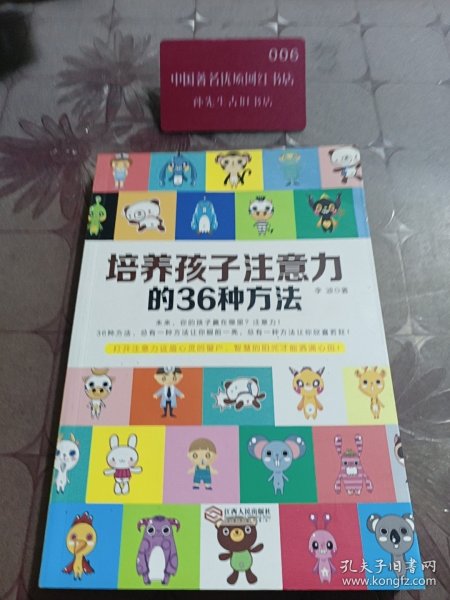 006
中国著名优质网红书店
孙先生古旧书店
培养孩子注意力
的36种方法
李波◎著
未来，你的孩子赢在哪里？注意力！
36种方法，总有一种方法让你眼前一亮，总有一种方法让你欣喜若狂！
打开注意力这扇心灵的窗户，智慧的阳光才能洒满心田！
江西人民出版社
孔夫子旧书网
www.kongfz.com